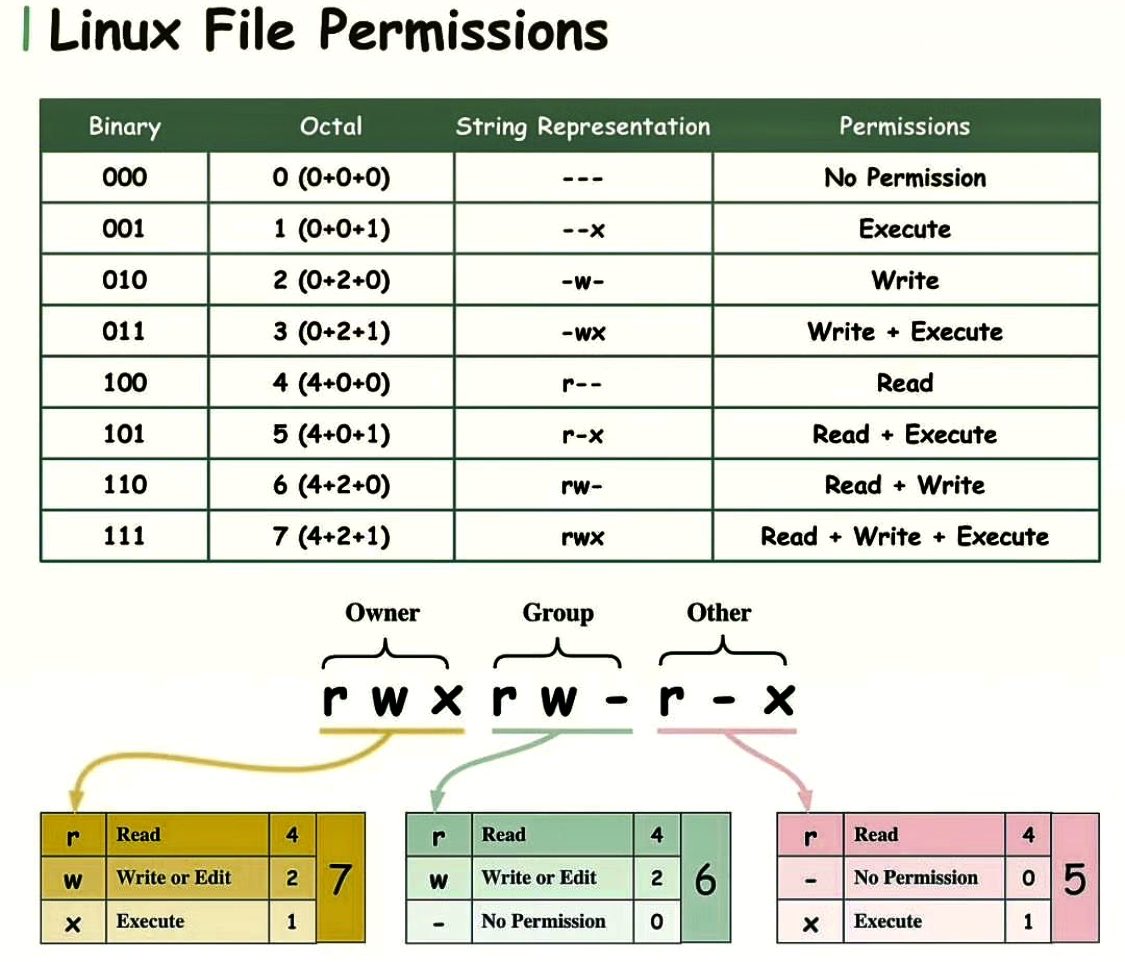 Linux File Permissions
Binary Octal String Representation Permissions
000 0 (0+0+0) --- No Permission
001 1 (0+0+1) --x Execute
010 2 (0+2+0) -w- Write
011 3 (0+2+1) -wx Write + Execute
100 4 (4+0+0) r-- Read
101 5 (4+0+1) r-x Read + Execute
110 6 (4+2+0) rw- Read + Write
111 7 (4+2+1) rwx Read + Write + Execute
Owner Group Other
r w x r w - r - x
r Read 4
w Write or Edit 2
x Execute 1
7
r Read 4
w Write or Edit 2
- No Permission 0
6
r Read 4
- No Permission 0
x Execute 1
5